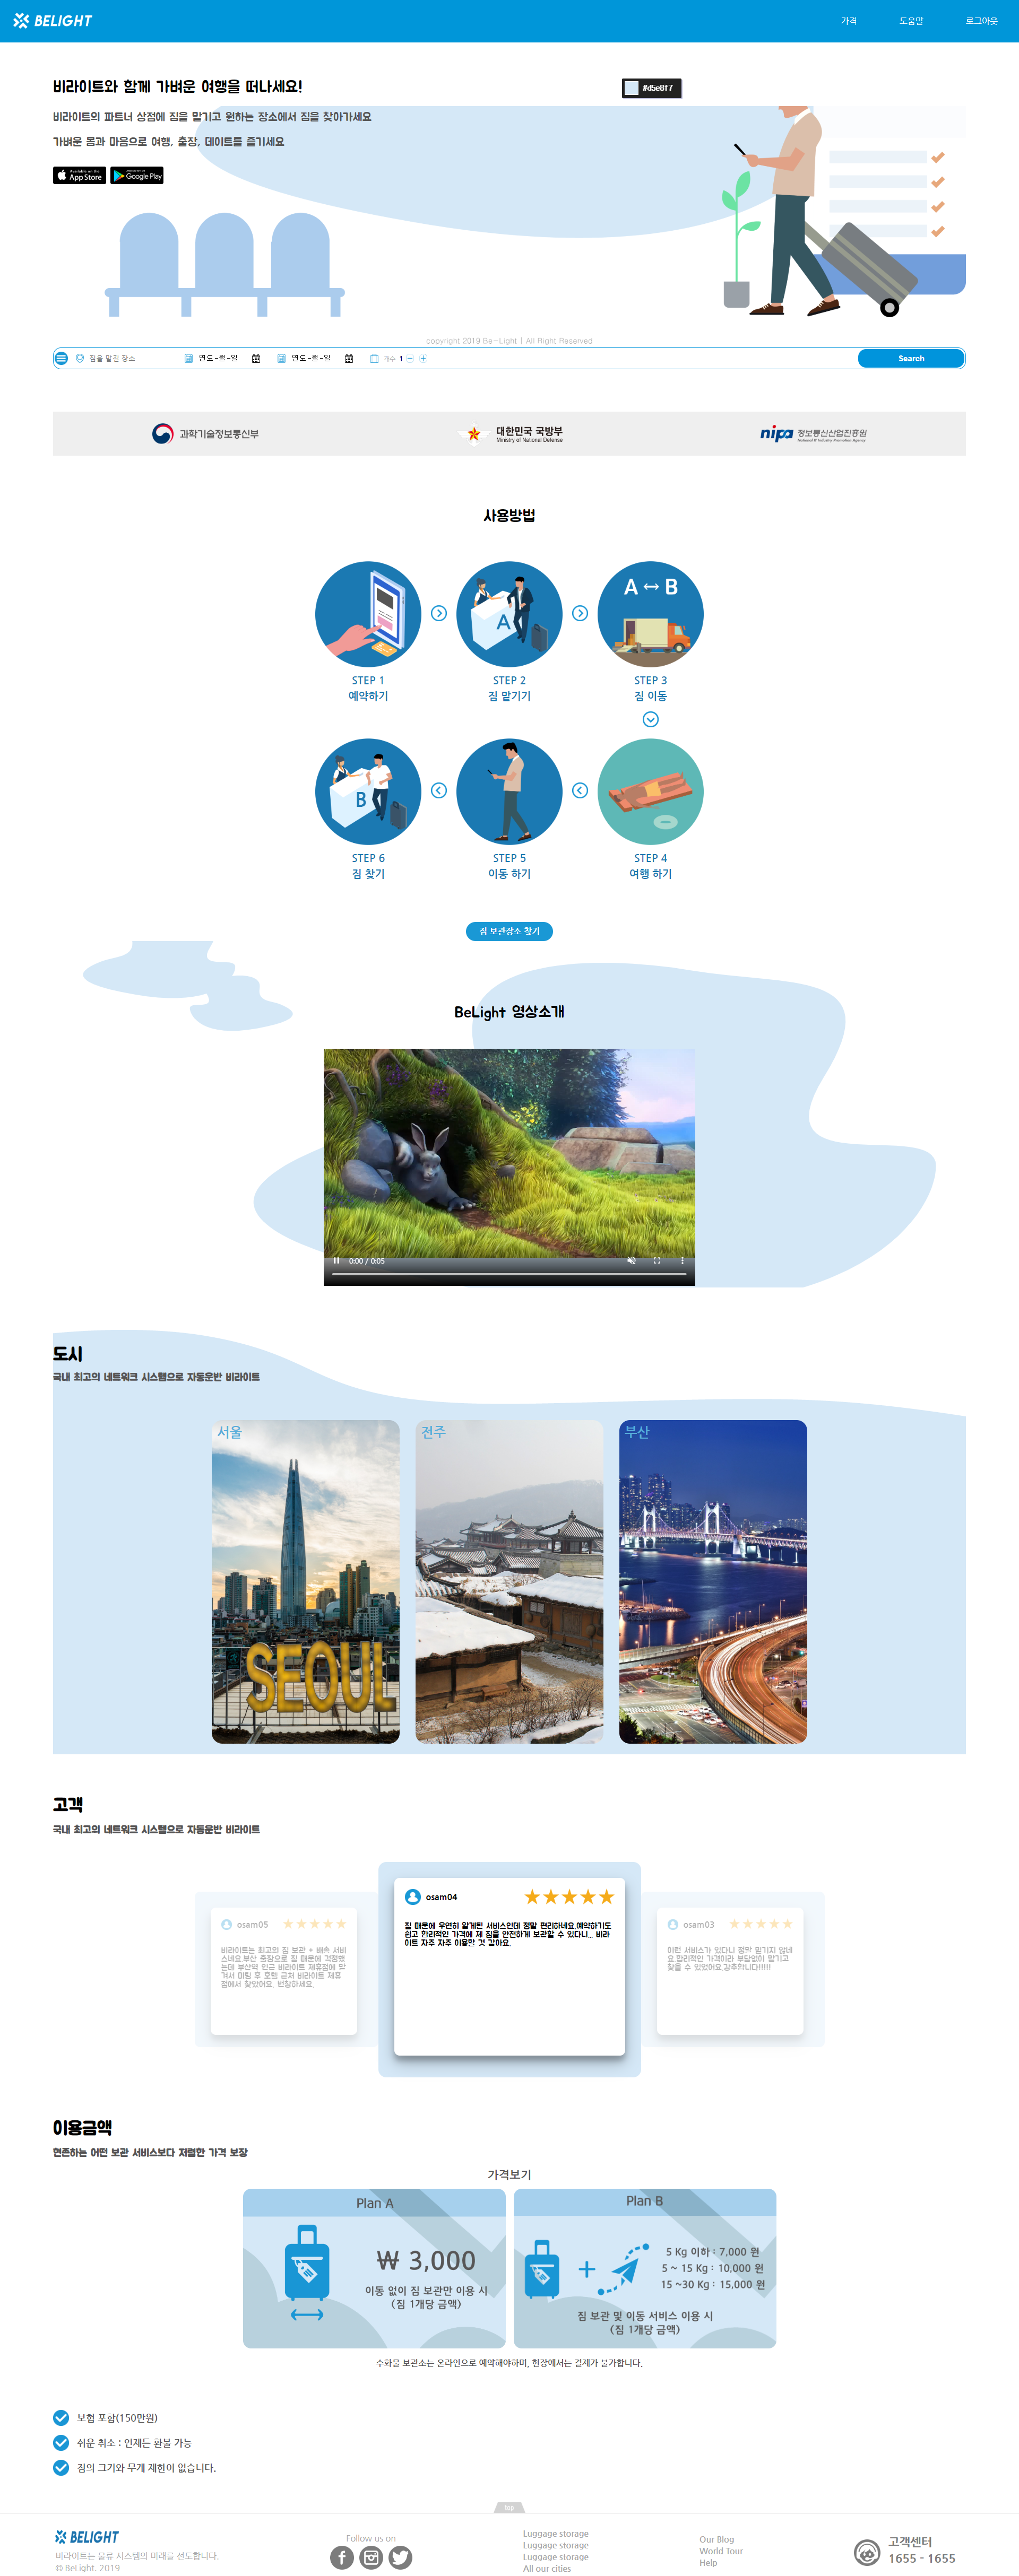 BELIGHT
가격
도움말
로그아웃
비라이트와 함께 가벼운 여행을 떠나세요!
#d5e8f7
비라이트의 파트너 상점에 짐을 맡기고 원하는 장소에서 짐을 찾아가세요
가벼운 몸과 마음으로 여행, 출장, 데이트를 즐기세요
Available on the
App Store
Google Play
copyright 2019 Be-Light | All Right Reserved
짐을 맡길 장소
연도-월-일
연도-월-일
개수 1
Search
과학기술정보통신부
대한민국 국방부
Ministry of National Defense
nipa 정보통신산업진흥원
National IT Industry Promotion Agency
사용방법
A
A ↔ B
STEP 1
예약하기
STEP 2
짐 맡기기
STEP 3
짐 이동
B
STEP 6
짐 찾기
STEP 5
이동 하기
STEP 4
여행 하기
짐 보관장소 찾기
BeLight 영상소개
0:00 / 0:05
도시
국내 최고의 네트워크 시스템으로 자동운반 비라이트
서울
전주
부산
SEOUL
고객
국내 최고의 네트워크 시스템으로 자동운반 비라이트
osam05
비라이트는 최고의 짐 보관 + 배송 서비
스네요.부산 출장으로 짐 때문에 걱정했
는데 부산역 인근 비라이트 제휴점에 맡
겨서 미팅 후 호텔 근처 비라이트 제휴
점에서 찾았어요. 번창하세요.
osam04
짐 때문에 우연히 알게된 서비스인데 정말 편리하네요.예약하기도
쉽고 합리적인 가격에 제 짐을 안전하게 보관할 수 있다니... 비라
이트 자주 자주 이용할 것 같아요.
osam03
이런 서비스가 있다니 정말 믿기지 않네
요 합리적인 가격이라 부담없이 맡기고
찾을 수 있었어요.강추합니다!!!!!
이용금액
현존하는 어떤 보관 서비스보다 저렴한 가격 보장
가격보기
Plan A
₩ 3,000
이동 없이 짐 보관만 이용 시
(짐 1개당 금액)
Plan B
5 Kg 이하 : 7,000 원
5 ~ 15 Kg : 10,000 원
15 ~30 Kg : 15,000 원
짐 보관 및 이동 서비스 이용 시
(짐 1개당 금액)
수화물 보관소는 온라인으로 예약해야하며, 현장에서는 결제가 불가합니다.
보험 포함(150만원)
쉬운 취소 : 언제든 환불 가능
짐의 크기와 무게 제한이 없습니다.
Top
BELIGHT
비라이트는 물류 시스템의 미래를 선도합니다.
© BeLight. 2019
Follow us on
Luggage storage
Luggage storage
Luggage storage
All our cities
Our Blog
World Tour
Help
고객센터
1655 - 1655